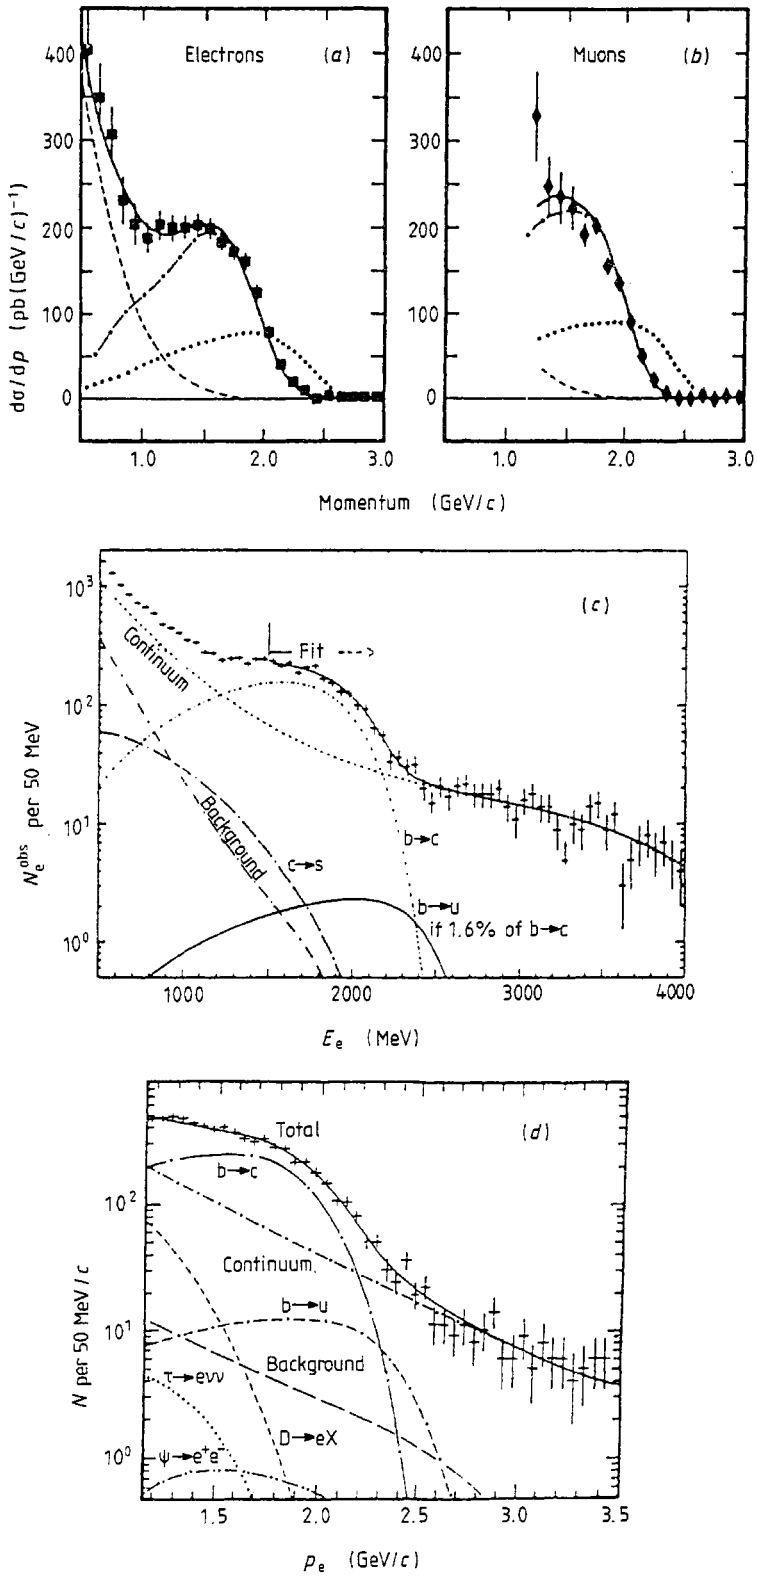 Electrons (a)
Muons (b)
400
300
200
100
0
400
300
200
100
0
dσ/dp (pb(GeV/c)⁻¹)
1.0 2.0 3.0
1.0 2.0 3.0
Momentum (GeV/c)
(c)
10³
10²
10¹
10⁰
Nₑᵒᵇˢ per 50 MeV
Fit
Continuum
Background
c→s
b→c
b→u
if 1.6% of b→c
1000 2000 3000 4000
Eₑ (MeV)
(d)
Total
b→c
10²
10¹
10⁰
N per 50 MeV/c
Continuum
b→u
Background
τ→eνν
D→eX
ψ→e⁺e⁻
1.5 2.0 2.5 3.0 3.5
pₑ (GeV/c)